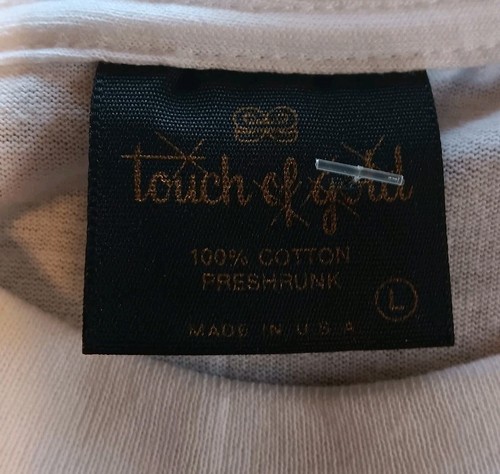 touch of gold
100% COTTON
PRESHRUNK
L
MADE IN U.S.A